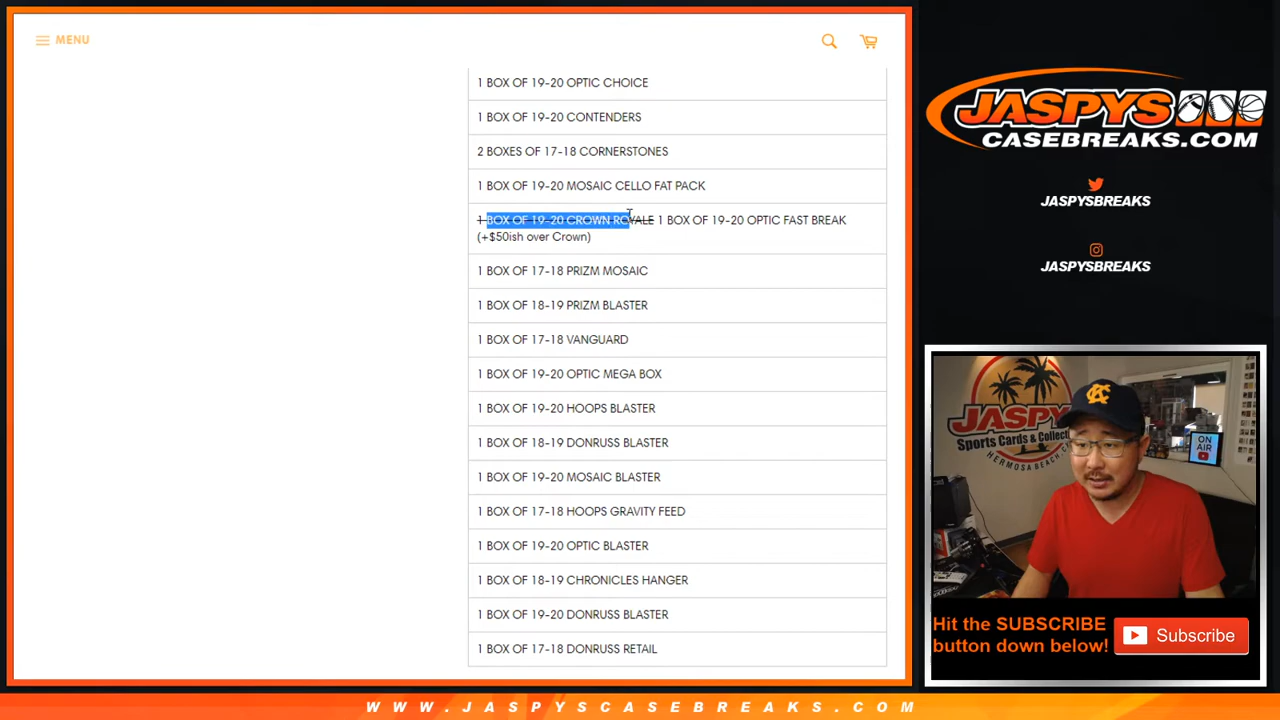 MENU
1 BOX OF 19-20 OPTIC CHOICE
1 BOX OF 19-20 CONTENDERS
2 BOXES OF 17-18 CORNERSTONES
1 BOX OF 19-20 MOSAIC CELLO FAT PACK
1 BOX OF 19-20 CROWN ROYALE 1 BOX OF 19-20 OPTIC FAST BREAK
(+$50ish over Crown)
1 BOX OF 17-18 PRIZM MOSAIC
1 BOX OF 18-19 PRIZM BLASTER
1 BOX OF 17-18 VANGUARD
1 BOX OF 19-20 OPTIC MEGA BOX
1 BOX OF 19-20 HOOPS BLASTER
1 BOX OF 18-19 DONRUSS BLASTER
1 BOX OF 19-20 MOSAIC BLASTER
1 BOX OF 17-18 HOOPS GRAVITY FEED
1 BOX OF 19-20 OPTIC BLASTER
1 BOX OF 18-19 CHRONICLES HANGER
1 BOX OF 19-20 DONRUSS BLASTER
1 BOX OF 17-18 DONRUSS RETAIL
JASPYS
CASEBREAKS.COM
JASPYSBREAKS
JASPYSBREAKS
JASPY
Sports Cards & Collect
HERMOSA BEACH, C
KC
ON
AIR
Hit the SUBSCRIBE
button down below!
Subscribe
WWW.JASPYSCASEBREAKS.COM